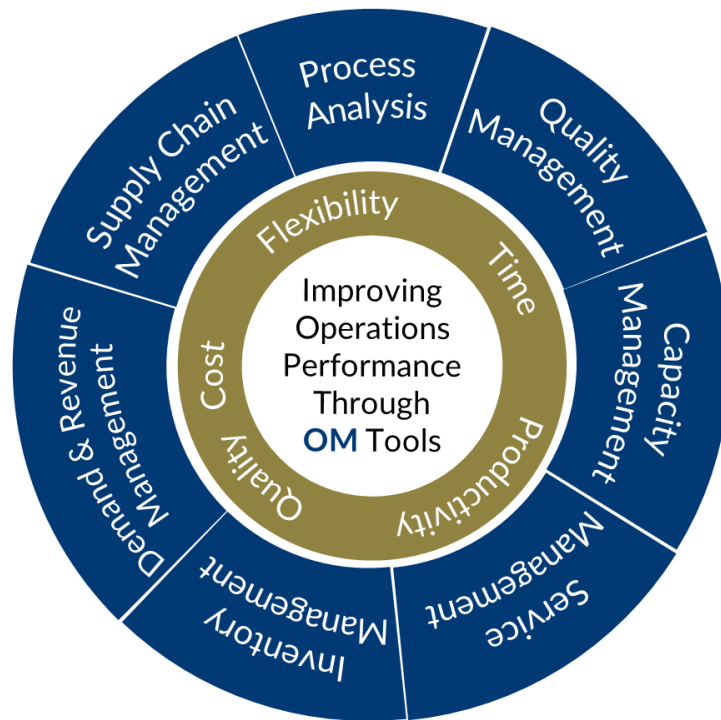 Process
Analysis
Quality
Management
Capacity
Management
Service
Management
Inventory
Management
Demand & Revenue
Management
Supply Chain
Management
Flexibility
Time
Productivity
Quality
Cost
Improving
Operations
Performance
Through
OM Tools